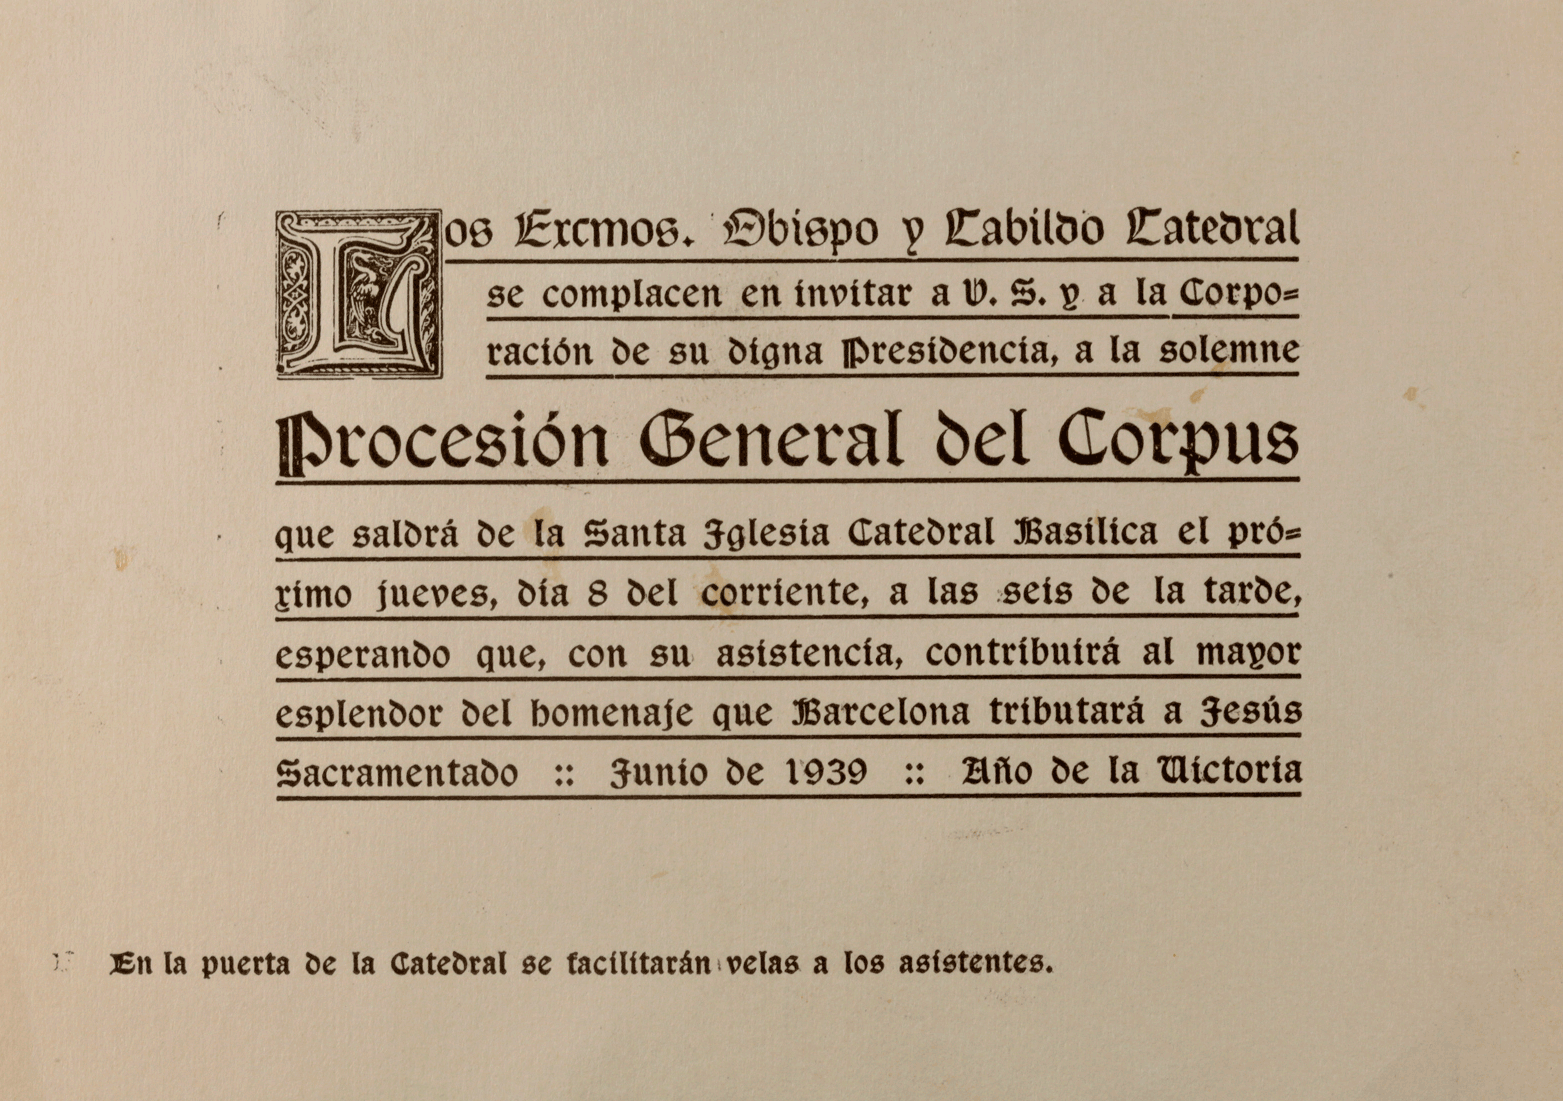 Los Excmos. Obispo y Cabildo Catedral
se complacen en invitar a V. S. y a la Corpo=
ración de su digna Presidencia, a la solemne
Procesión General del Corpus
que saldrá de la Santa Iglesia Catedral Basílica el pró=
ximo jueves, día 8 del corriente, a las seis de la tarde,
esperando que, con su asistencia, contribuirá al mayor
esplendor del homenaje que Barcelona tributará a Jesús
Sacramentado :: Junio de 1939 :: Año de la Victoria
En la puerta de la Catedral se facilitarán velas a los asistentes.